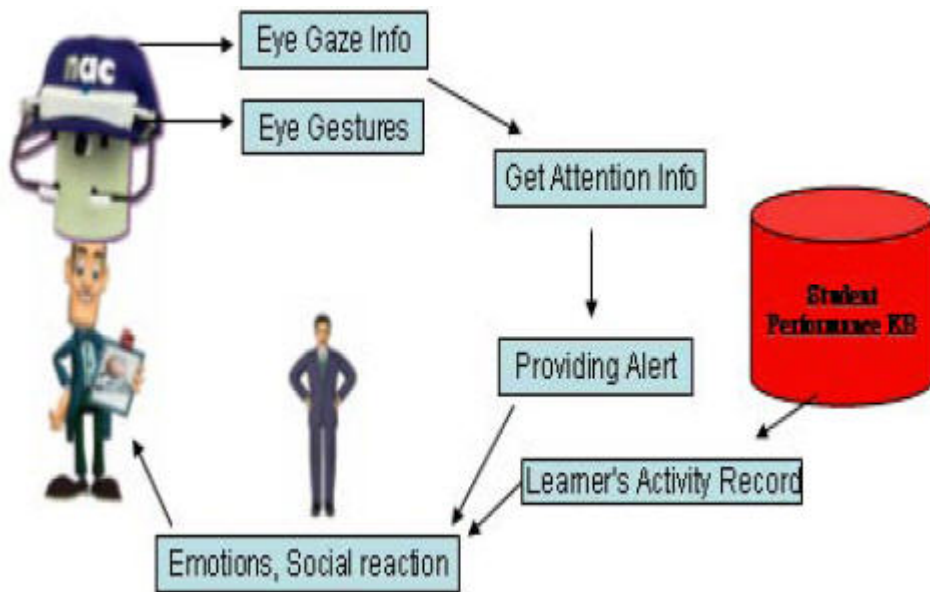 Eye Gaze Info
nac
Eye Gestures
Get Attention Info
Student
Performance KB
Providing Alert
Learner's Activity Record
Emotions, Social reaction